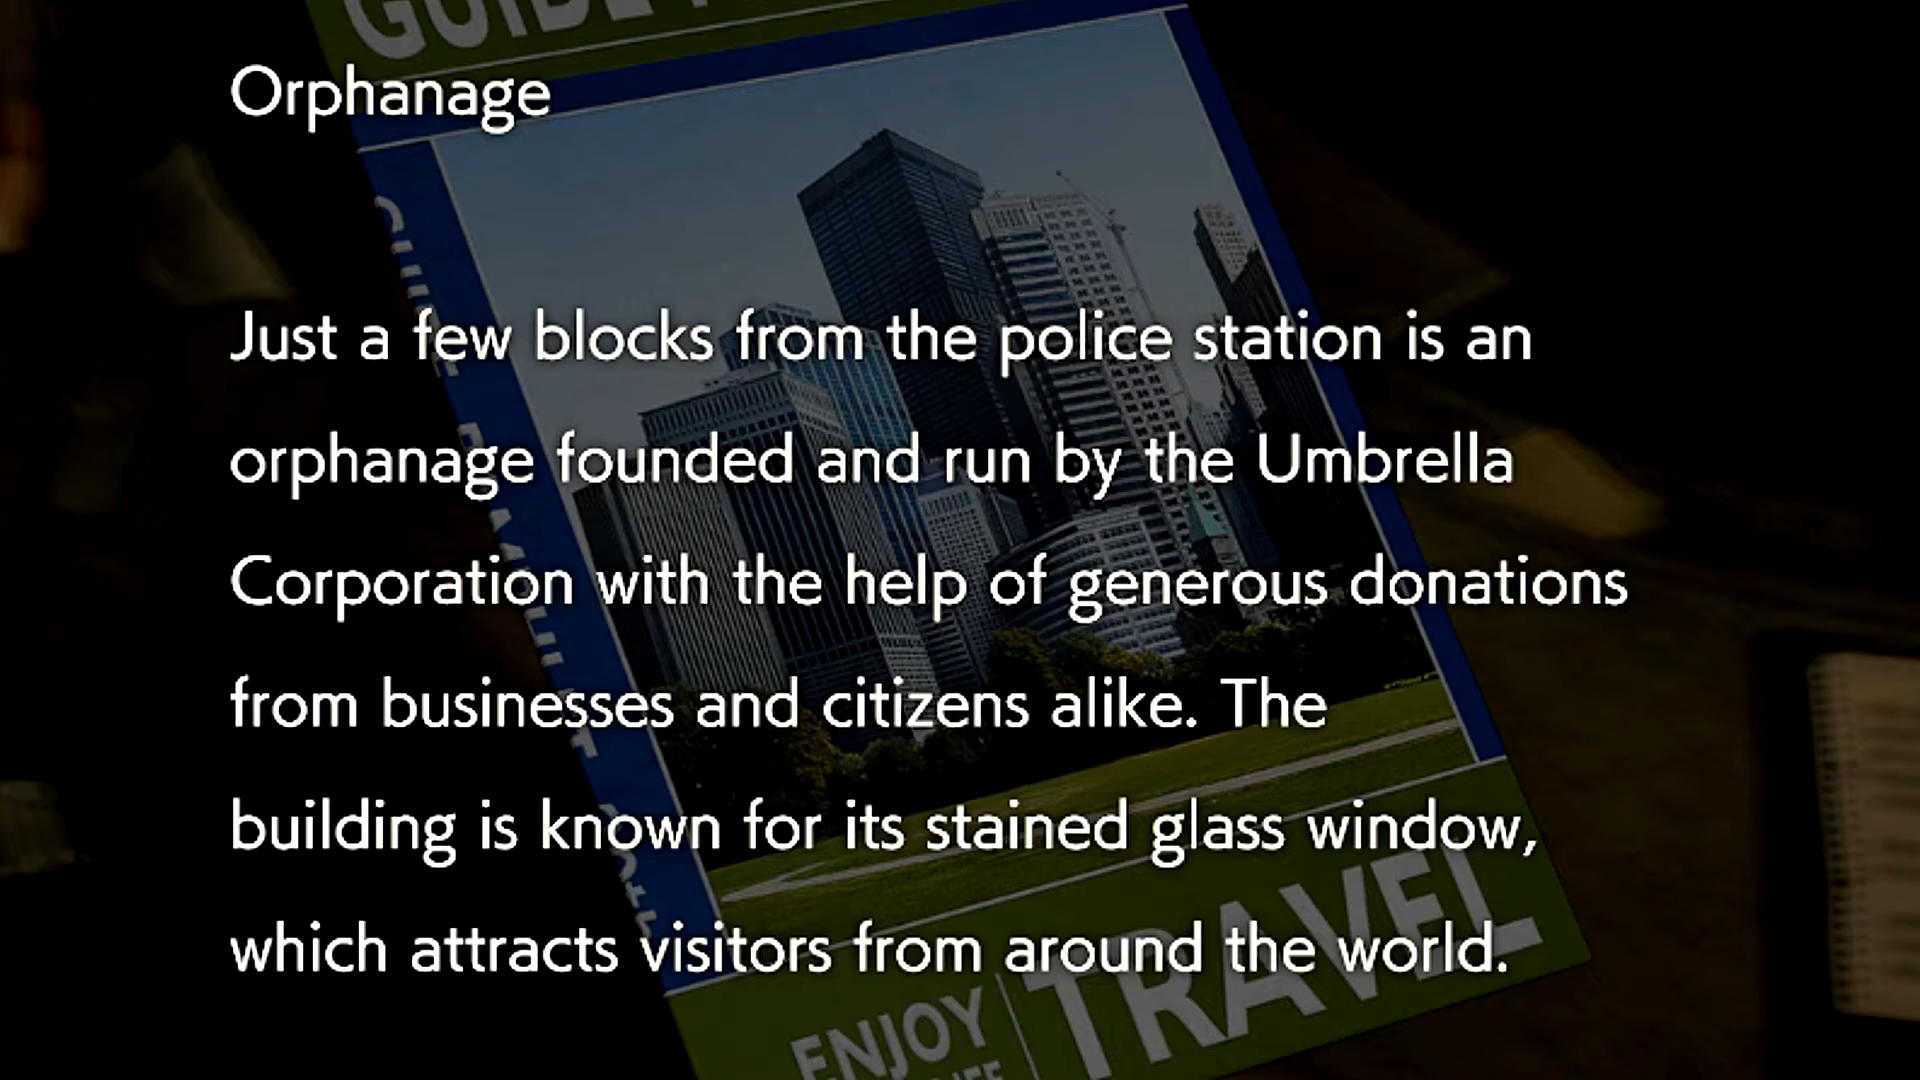 GUIDE
Orphanage
Just a few blocks from the police station is an
orphanage founded and run by the Umbrella
Corporation with the help of generous donations
from businesses and citizens alike. The
building is known for its stained glass window,
which attracts visitors from around the world.
ENJOY
TRAVEL